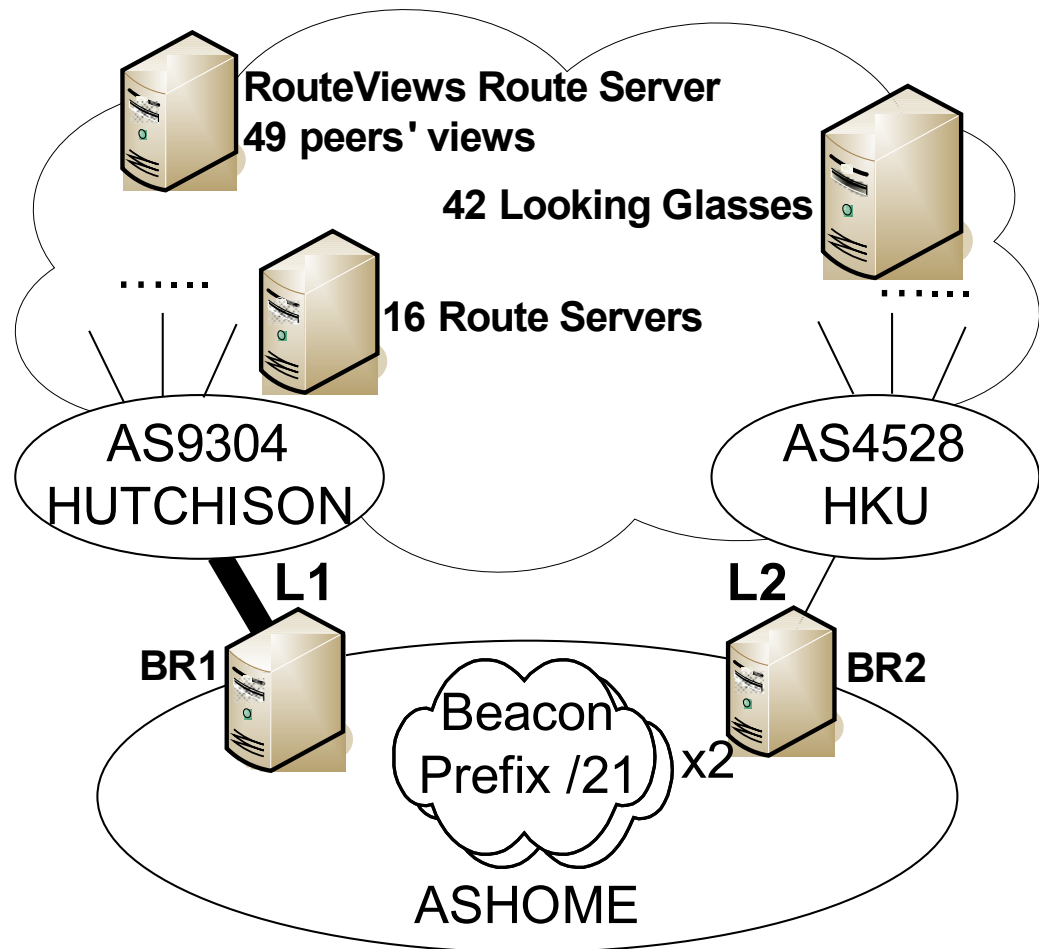 RouteViews Route Server
49 peers' views
42 Looking Glasses
16 Route Servers
AS9304
HUTCHISON
AS4528
HKU
L1
L2
BR1
BR2
Beacon
Prefix /21
x2
ASHOME